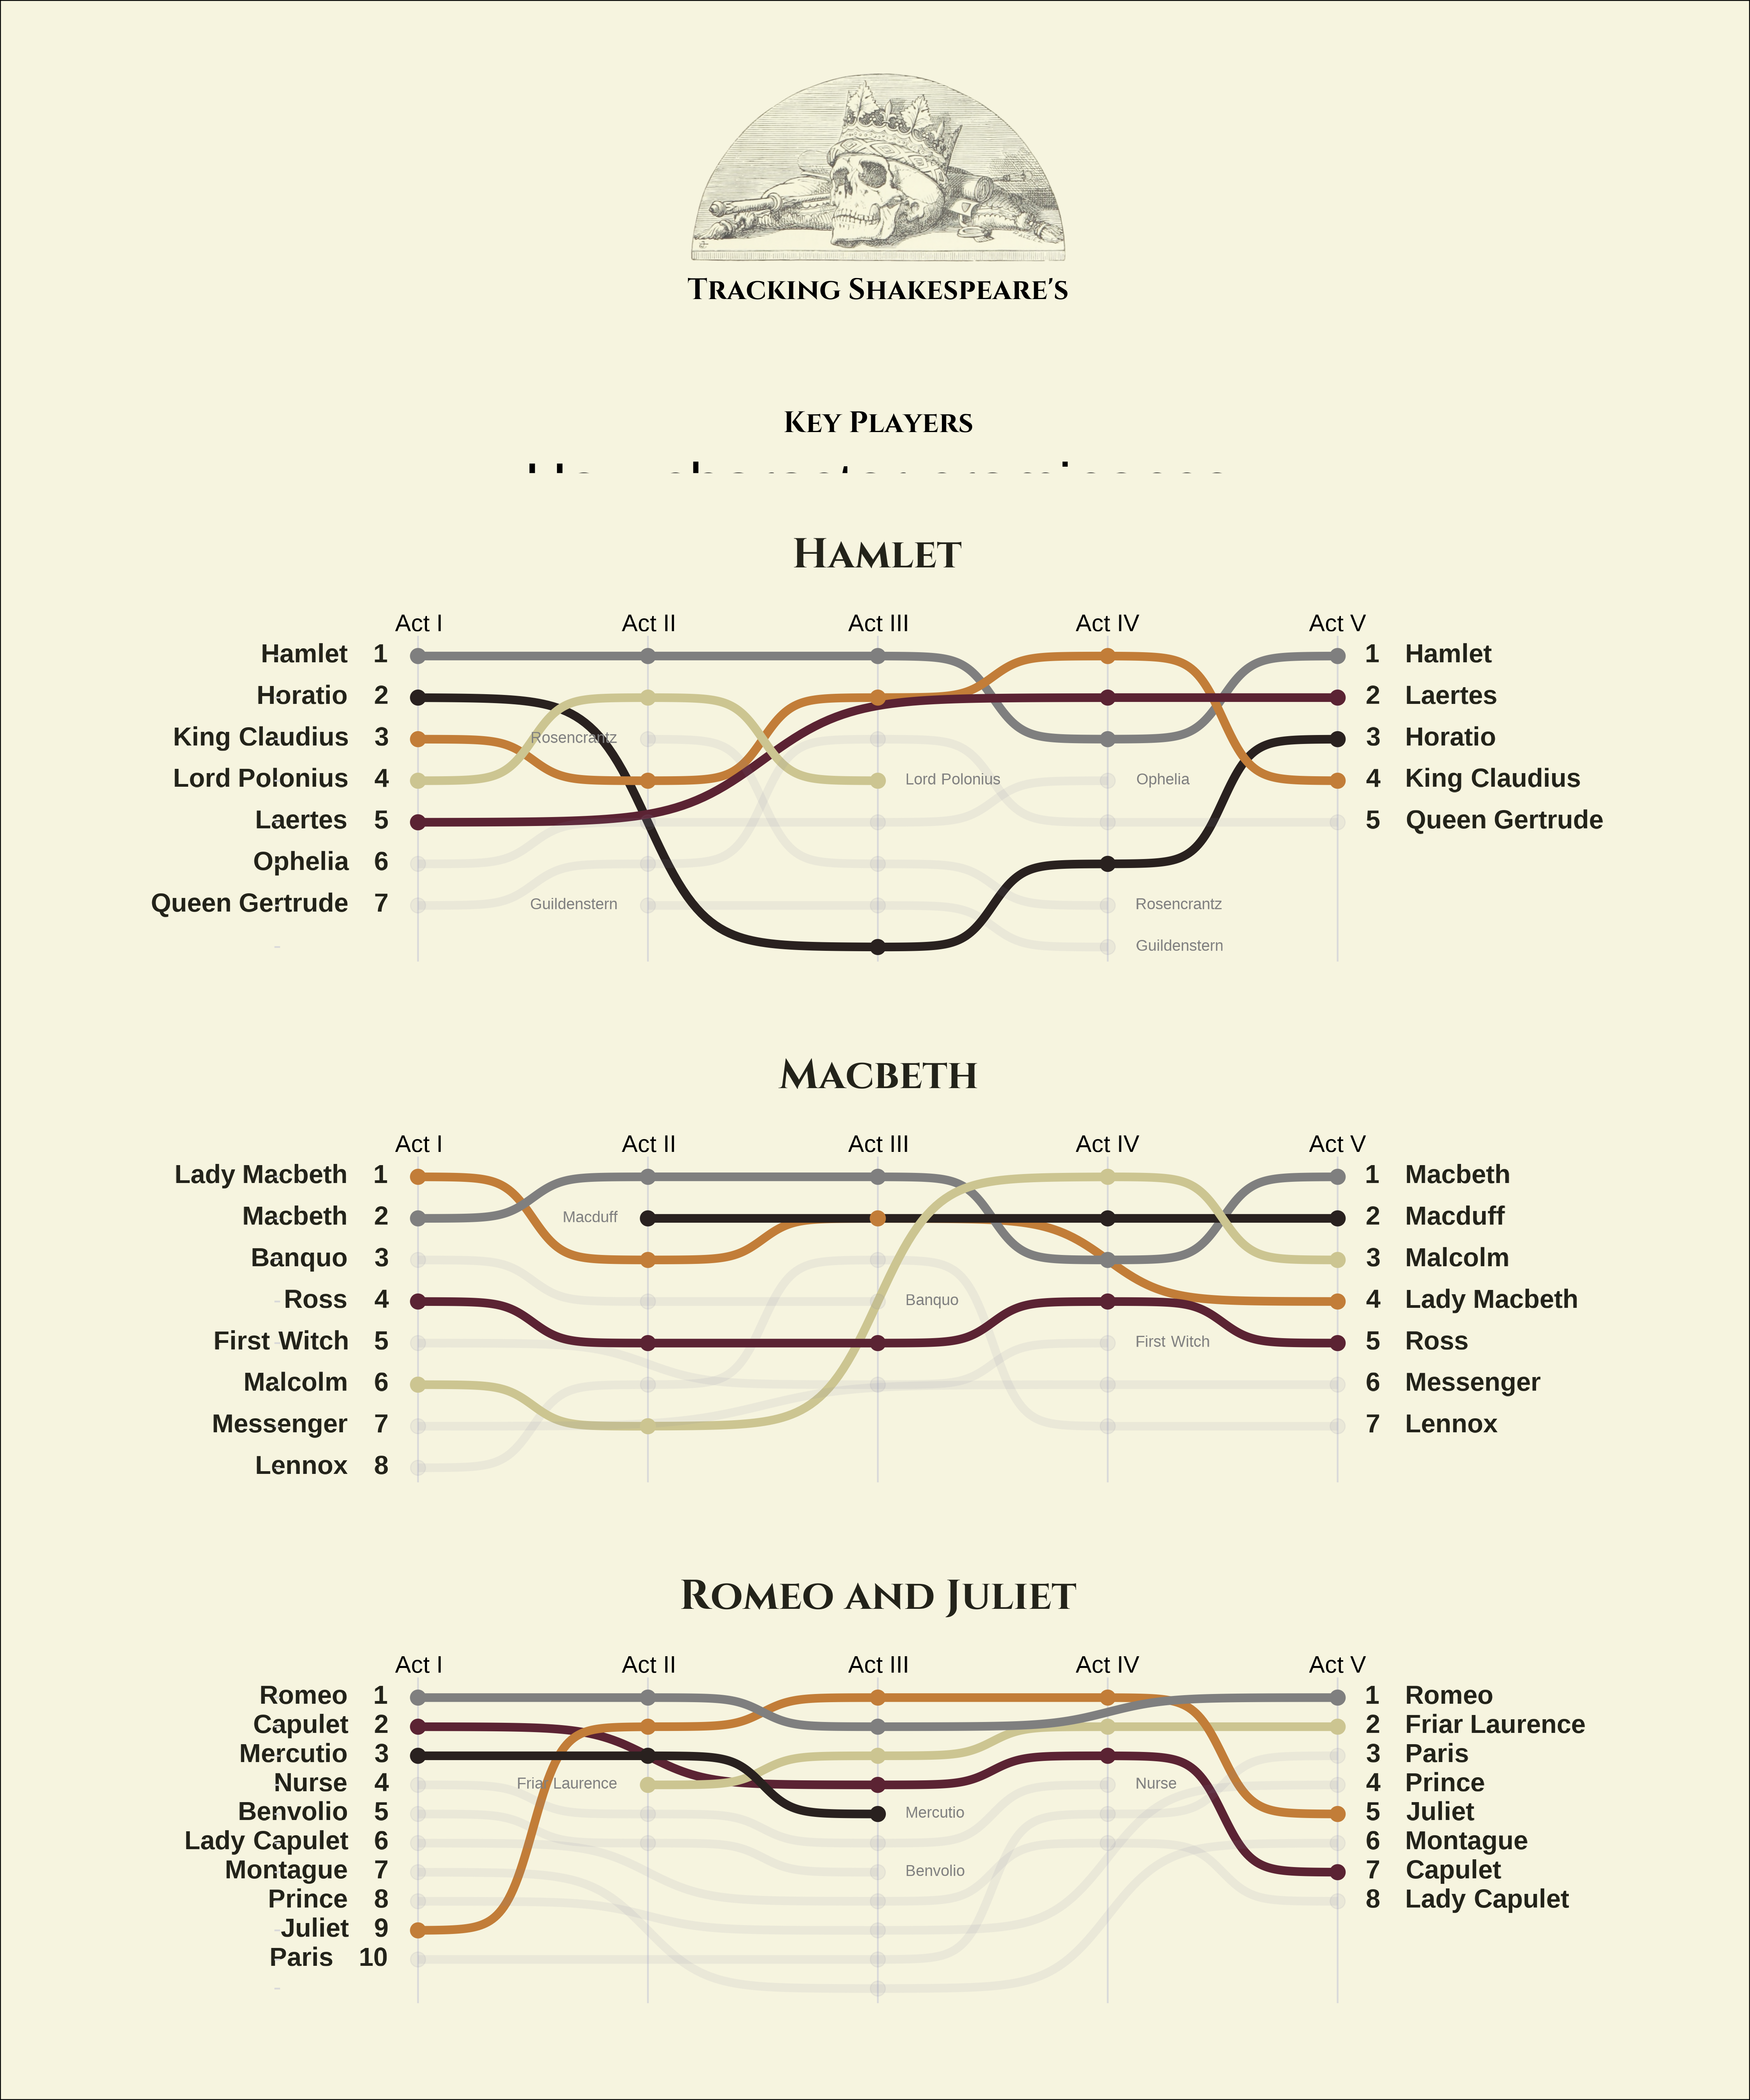 TRACKING SHAKESPEARE'S
KEY PLAYERS
HAMLET
Act I Act II Act III Act IV Act V
Hamlet 1 1 Hamlet
Horatio 2 2 Laertes
King Claudius 3 Rosencrantz 3 Horatio
Lord Polonius 4 Lord Polonius Ophelia 4 King Claudius
Laertes 5 5 Queen Gertrude
Ophelia 6
Queen Gertrude 7 Guildenstern Rosencrantz
Guildenstern
MACBETH
Act I Act II Act III Act IV Act V
Lady Macbeth 1 1 Macbeth
Macbeth 2 Macduff 2 Macduff
Banquo 3 3 Malcolm
Ross 4 Banquo 4 Lady Macbeth
First Witch 5 First Witch 5 Ross
Malcolm 6 6 Messenger
Messenger 7 7 Lennox
Lennox 8
ROMEO AND JULIET
Act I Act II Act III Act IV Act V
Romeo 1 1 Romeo
Capulet 2 2 Friar Laurence
Mercutio 3 3 Paris
Nurse 4 Friar Laurence Nurse 4 Prince
Benvolio 5 Mercutio 5 Juliet
Lady Capulet 6 6 Montague
Montague 7 Benvolio 7 Capulet
Prince 8 8 Lady Capulet
Juliet 9
Paris 10